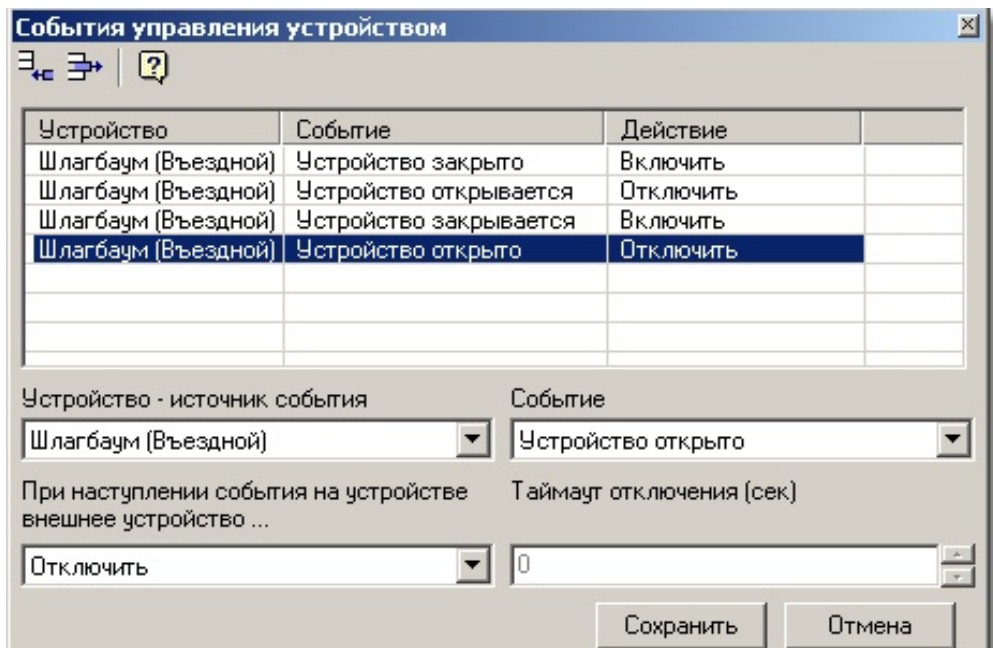 События управления устройством
Устройство Событие Действие
Шлагбаум (Въездной) Устройство закрыто Включить
Шлагбаум (Въездной) Устройство открывается Отключить
Шлагбаум (Въездной) Устройство закрывается Включить
Шлагбаум (Въездной) Устройство открыто Отключить
Устройство - источник события Событие
Шлагбаум (Въездной) Устройство открыто
При наступлении события на устройстве Таймаут отключения (сек)
внешнее устройство ...
Отключить 0
Сохранить Отмена